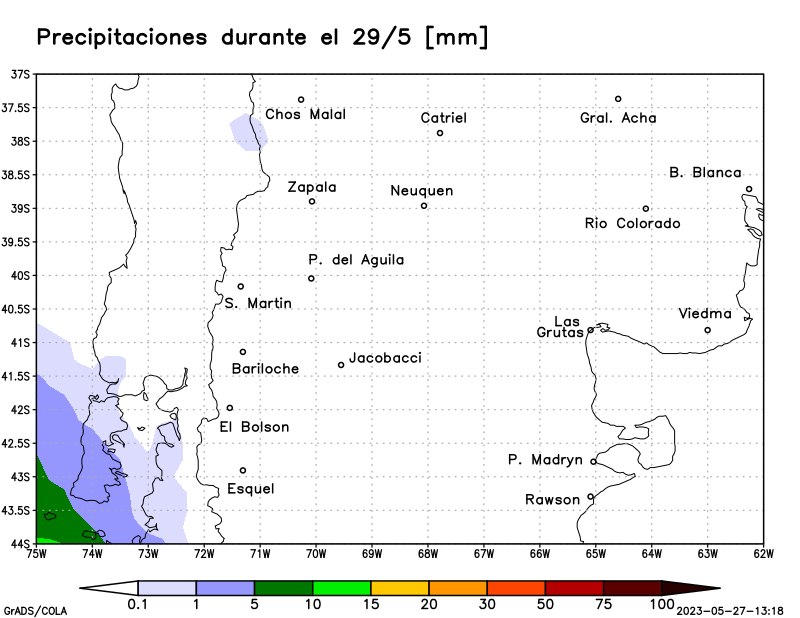 Precipitaciones durante el 29/5 [mm]
37S
37.5S
38S
38.5S
39S
39.5S
40S
40.5S
41S
41.5S
42S
42.5S
43S
43.5S
44S
Chos Malal
Catriel
Gral. Acha
B. Blanca
Zapala
Neuquen
Rio Colorado
P. del Aguila
S. Martin
Viedma
Las
Grutas
Jacobacci
Bariloche
El Bolson
P. Madryn
Esquel
Rawson
75W 74W 73W 72W 71W 70W 69W 68W 67W 66W 65W 64W 63W 62W
0.1 1 5 10 15 20 30 50 75 100
GrADS/COLA
2023-05-27-13:18